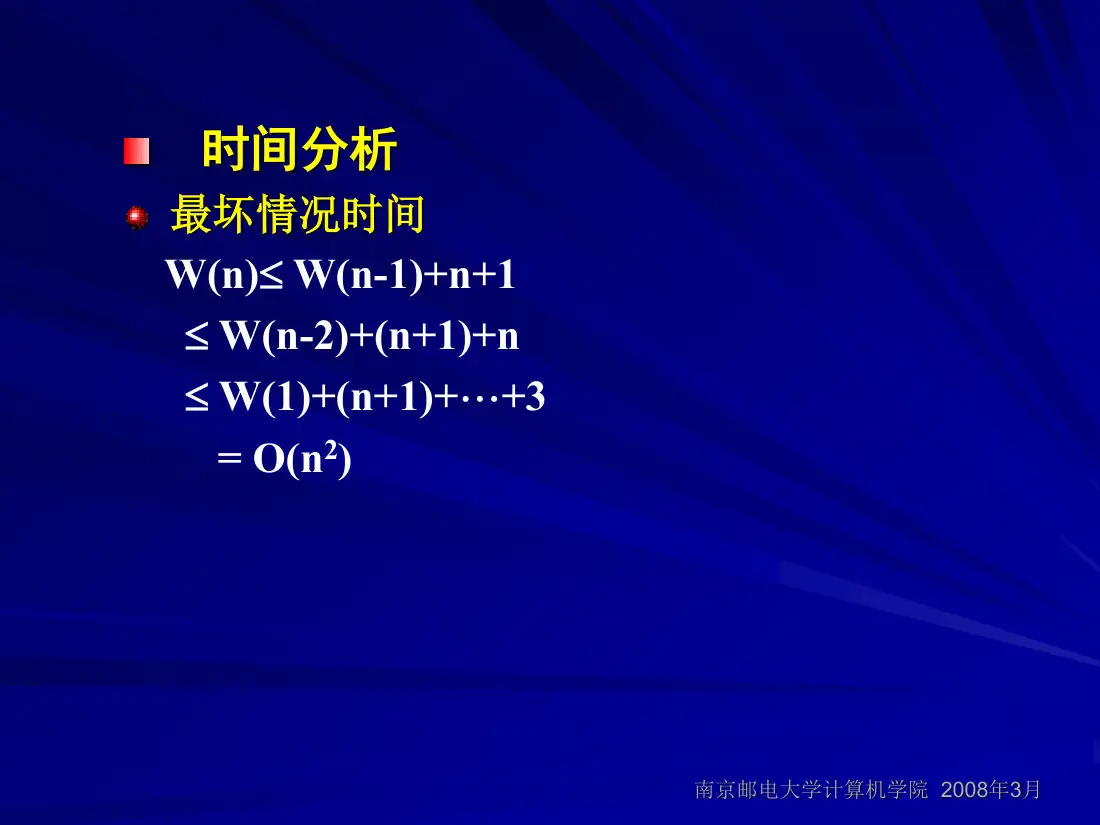 时间分析
最坏情况时间
W(n)≤ W(n-1)+n+1
≤ W(n-2)+(n+1)+n
≤ W(1)+(n+1)+⋯+3
= O(n²)
南京邮电大学计算机学院 2008年3月